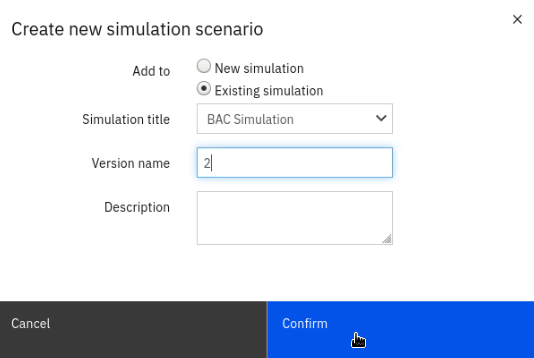 Create new simulation scenario
Add to
New simulation
Existing simulation
Simulation title
BAC Simulation
Version name
2
Description
Cancel
Confirm